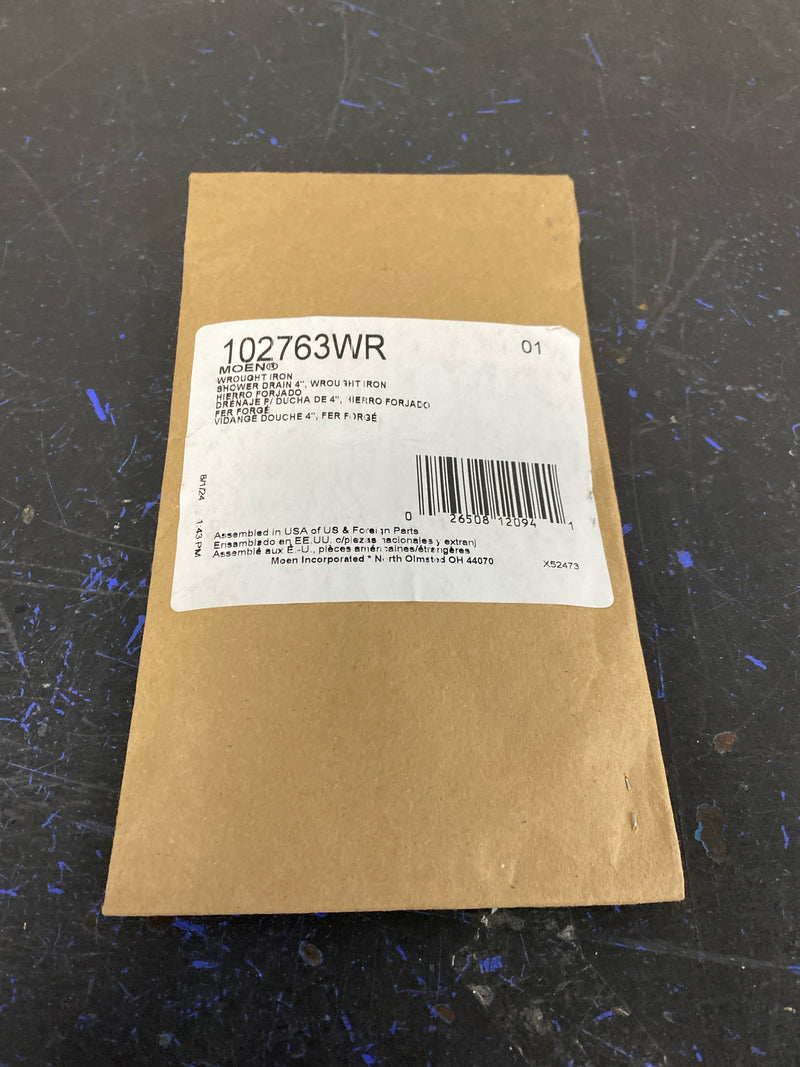 102763WR
01
MOEN®
WROUGHT IRON
SHOWER DRAIN 4", WROUGHT IRON
HIERRO FORJADO
DRENAJE P/ DUCHA DE 4", HIERRO FORJADO
FER FORGÉ
VIDANGE DOUCHE 4", FER FORGÉ
8/1/24 1:43 PM
0 26508 12094 1
Assembled in USA of US & Foreign Parts
Ensamblado en EE.UU. c/piezas nacionales y extranj
Assemblé aux É.-U., pièces américaines/étrangères
Moen Incorporated * North Olmsted OH 44070
X52473